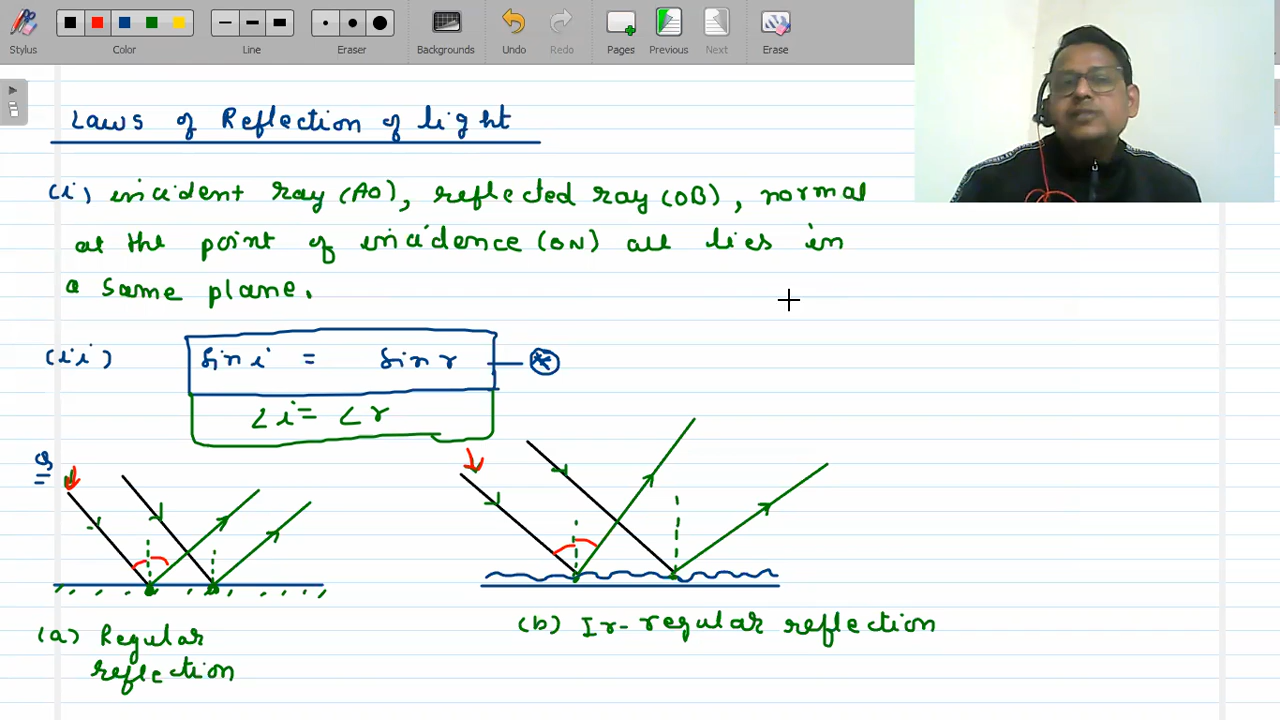 Stylus
Color
Line
Eraser
Backgrounds
Undo
Redo
Pages
Previous
Next
Erase
Laws of Reflection of light
(i) incident ray (AO), reflected ray (OB), normal
at the point of incidence (ON) all lies in
a same plane.
(ii) Sin i = Sin r
∠i = ∠r
Q
(a) Regular
reflection
(b) Ir-regular reflection